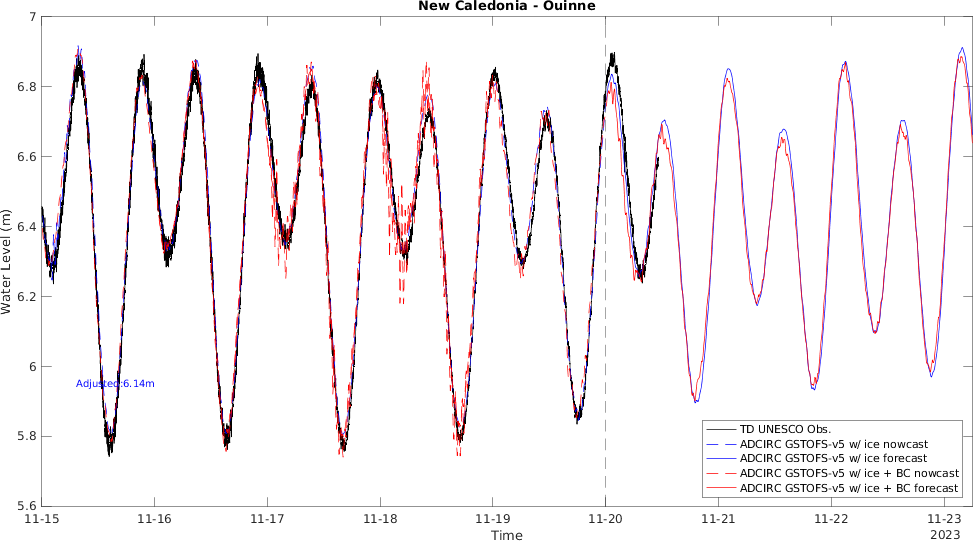 New Caledonia - Ouinne
7
6.8
6.6
6.4
6.2
6
5.8
5.6
Water Level (m)
Adjusted:6.14m
TD UNESCO Obs.
ADCIRC GSTOFS-v5 w/ ice nowcast
ADCIRC GSTOFS-v5 w/ ice forecast
ADCIRC GSTOFS-v5 w/ ice + BC nowcast
ADCIRC GSTOFS-v5 w/ ice + BC forecast
11-15 11-16 11-17 11-18 11-19 11-20 11-21 11-22 11-23
Time
2023